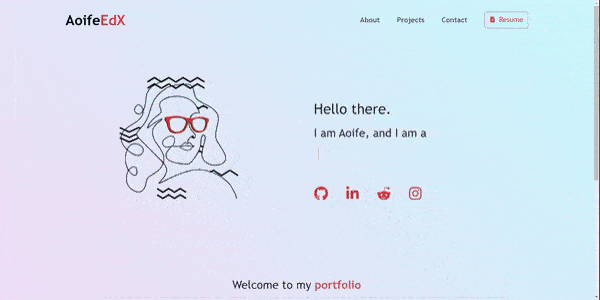 AoifeEdX
About
Projects
Contact
Resume
Hello there.
I am Aoife, and I am a
Welcome to my portfolio